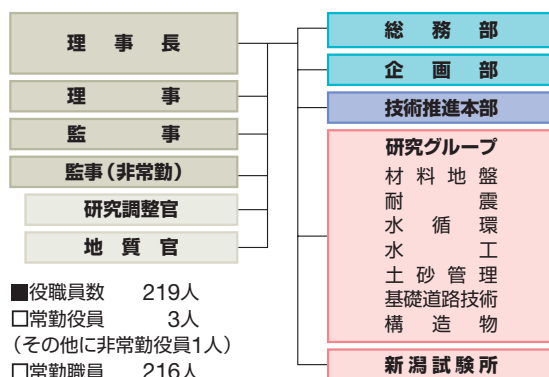 理事長
理事
監事
監事(非常勤)
研究調整官
地質官
■役職員数 219人
□常勤役員 3人
(その他に非常勤役員1人)
□常勤職員 216人
総務部
企画部
技術推進本部
研究グループ
材料地盤
耐震
水循環
水工
土砂管理
基礎道路技術
構造物
新潟試験所